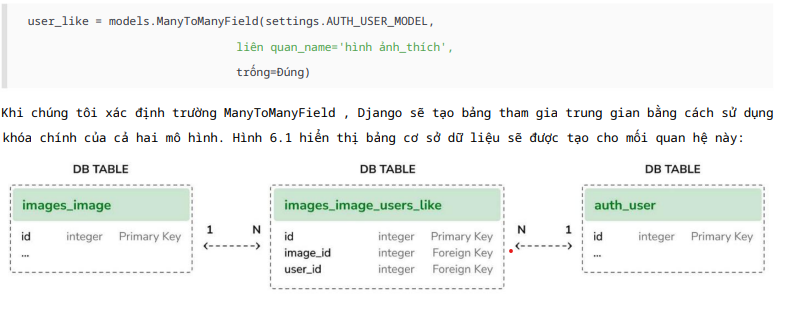 user_like = models.ManyToManyField(settings.AUTH_USER_MODEL,
liên quan_name='hình ảnh_thích',
trống=Đúng)
Khi chúng tôi xác định trường ManyToManyField , Django sẽ tạo bảng tham gia trung gian bằng cách sử dụng
khóa chính của cả hai mô hình. Hình 6.1 hiển thị bảng cơ sở dữ liệu sẽ được tạo cho mối quan hệ này:
DB TABLE DB TABLE DB TABLE
images_image images_image_users_like auth_user
1 N N 1
id integer Primary Key id integer Primary Key id integer Primary Key
... image_id integer Foreign Key ...
user_id integer Foreign Key